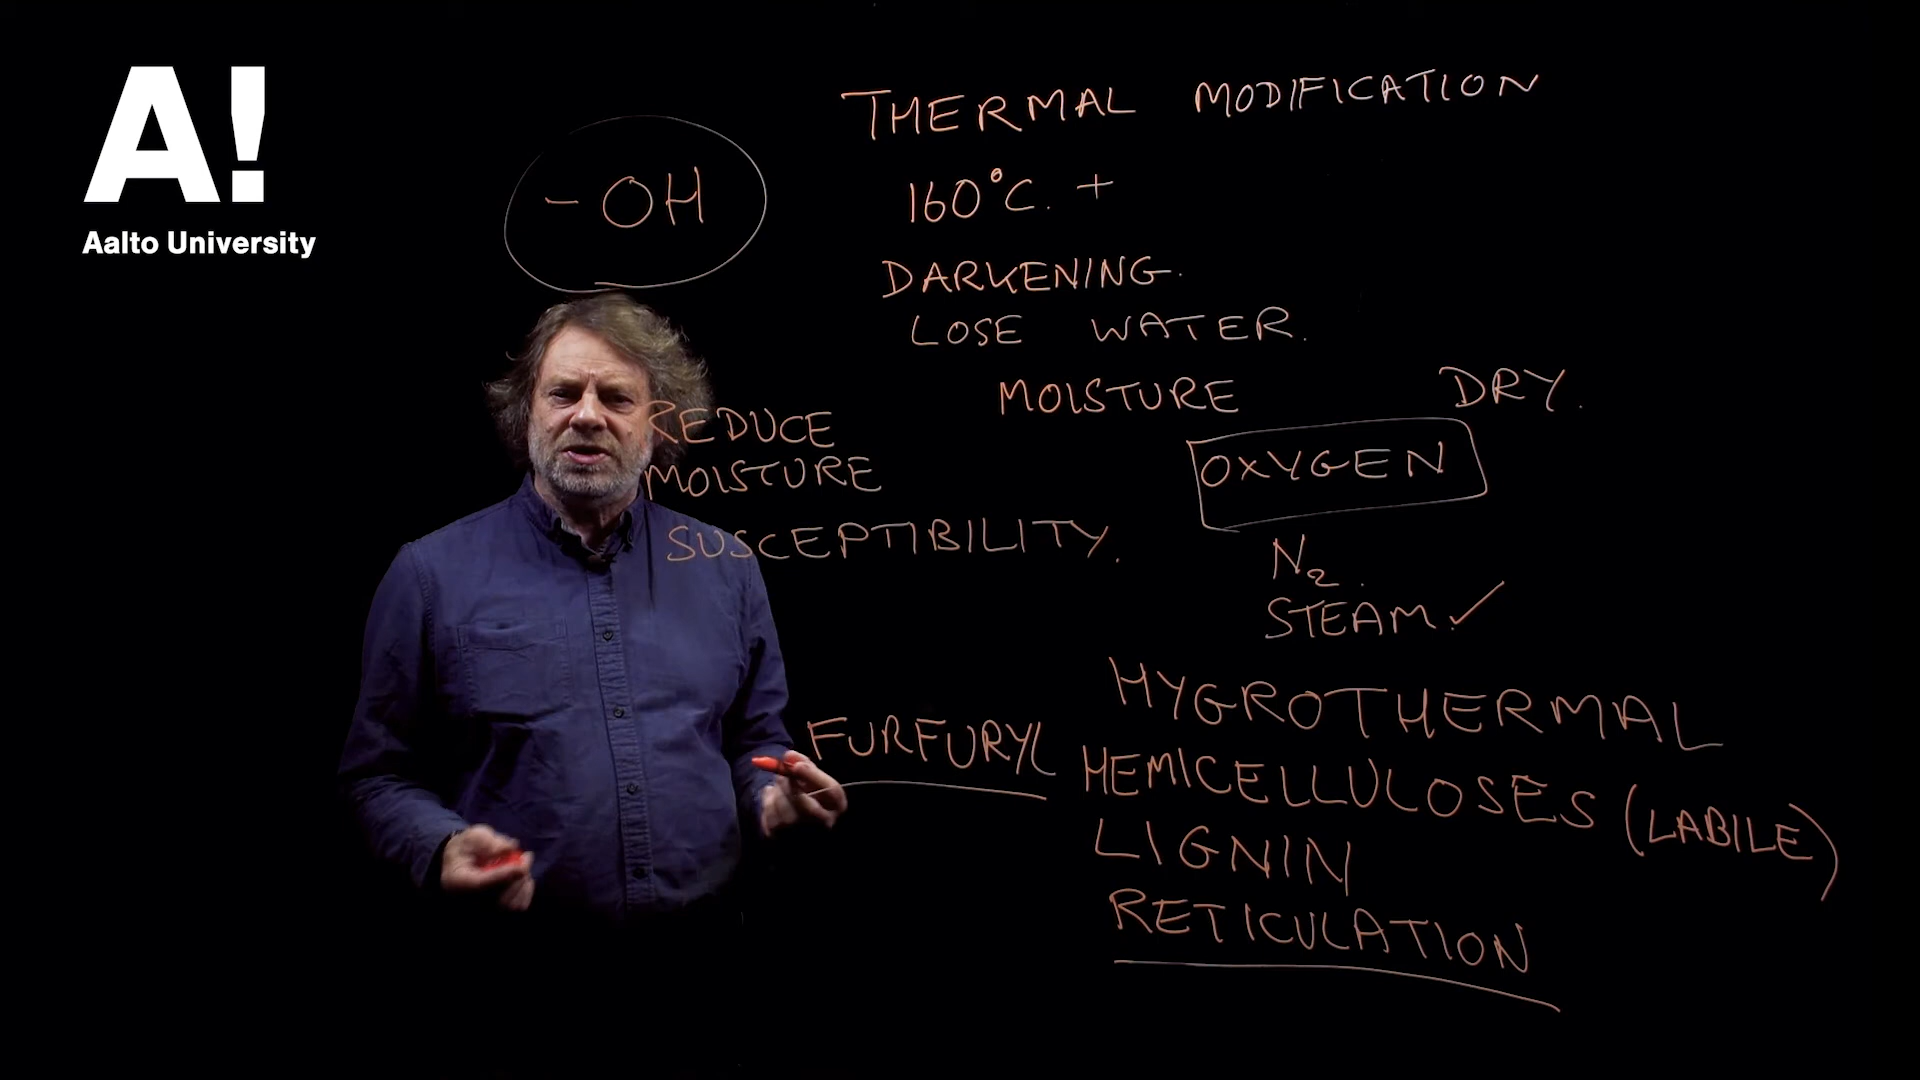 A!
Aalto University
THERMAL MODIFICATION
- OH
160°C. +
DARKENING.
LOSE WATER.
MOISTURE DRY.
REDUCE
MOISTURE
SUSCEPTIBILITY.
OXYGEN
N₂.
STEAM ✓
HYGROTHERMAL
FURFURYL
HEMICELLULOSES (LABILE)
LIGNIN
RETICULATION